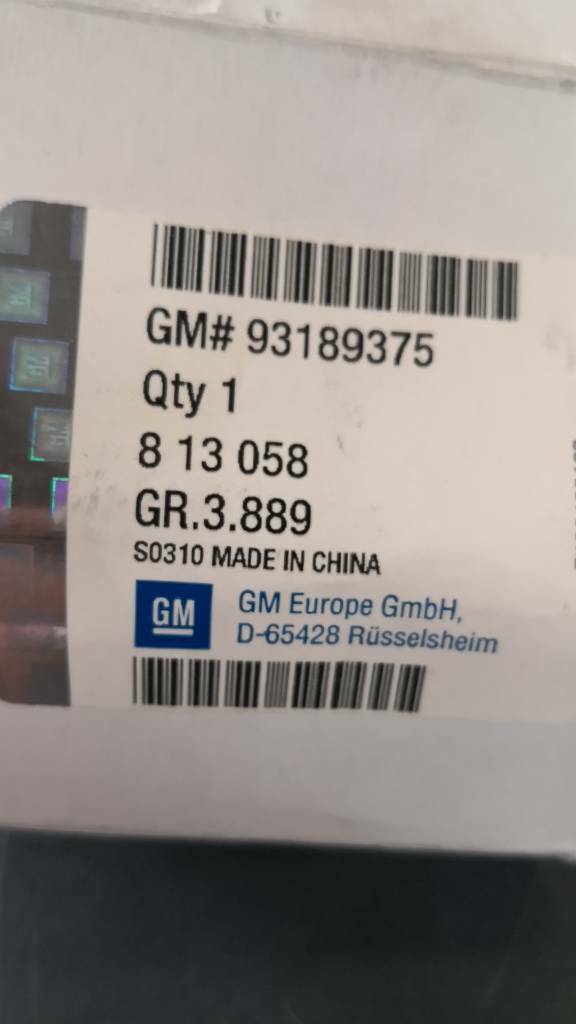 GM# 93189375
Qty 1
8 13 058
GR.3.889
S0310 MADE IN CHINA
GM
GM Europe GmbH,
D-65428 Rüsselsheim